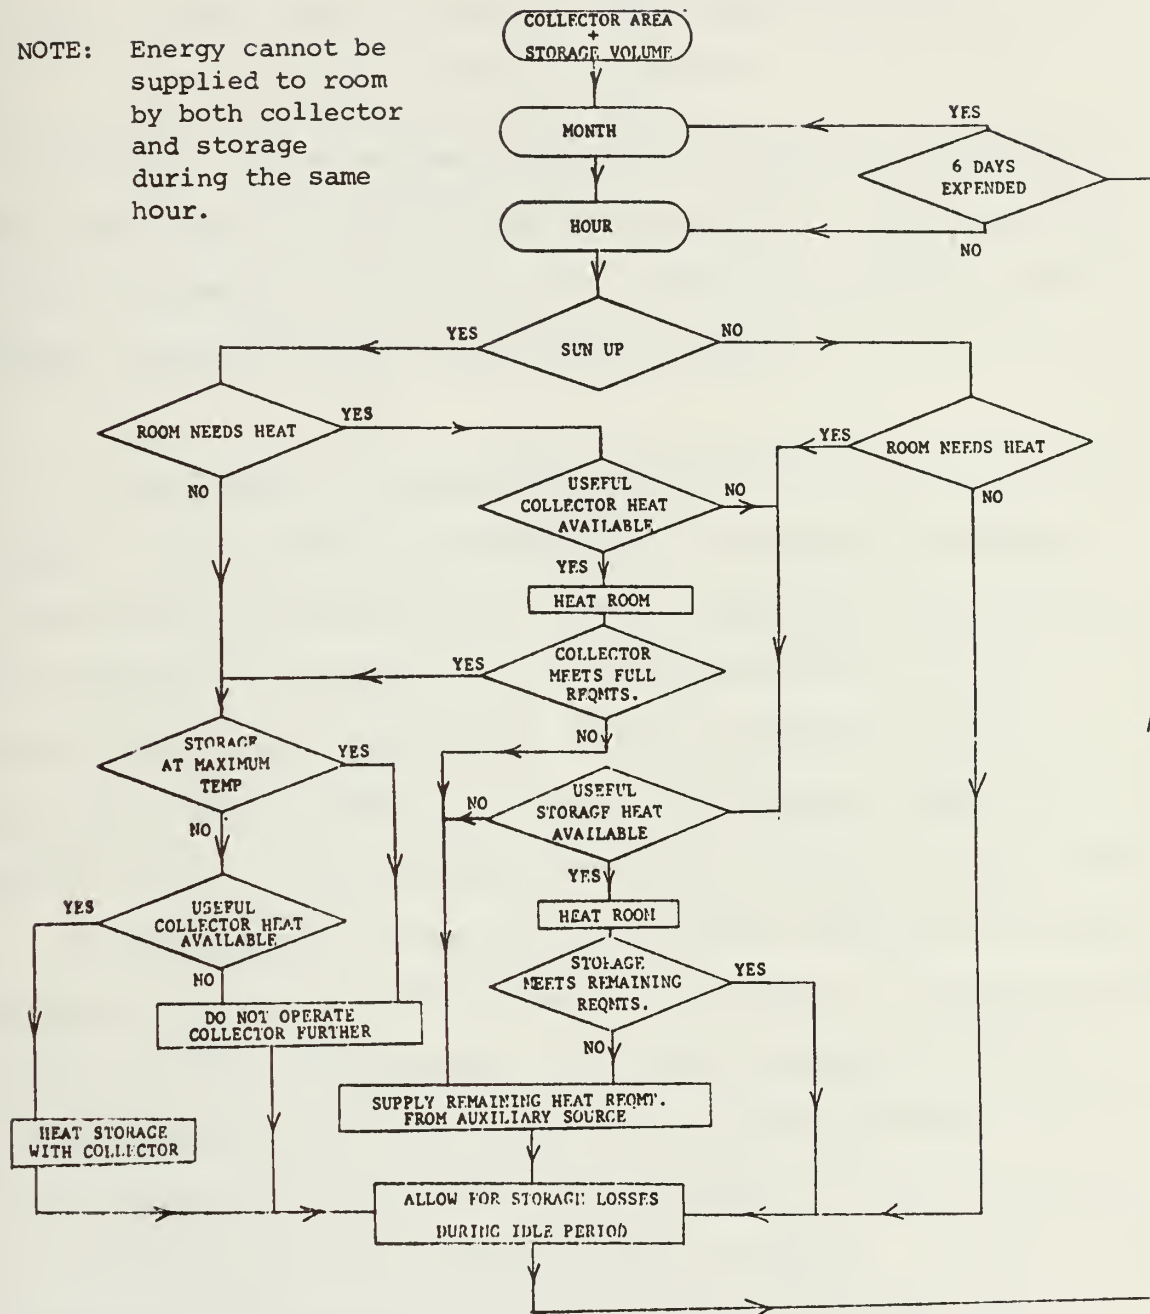 COLLECTOR AREA
+
STORAGE VOLUME
NOTE: Energy cannot be
supplied to room
by both collector
and storage
during the same
hour.
MONTH
YES
6 DAYS
EXPENDED
HOUR
NO
SUN UP
YES
NO
ROOM NEEDS HEAT
YES
NO
YES
ROOM NEEDS HEAT
NO
USEFUL
COLLECTOR HEAT
AVAILABLE
NO
YES
HEAT ROOM
COLLECTOR
MEETS FULL
REQMTS.
YES
NO
STORAGE
AT MAXIMUM
TEMP
YES
NO
USEFUL
STORAGE HEAT
AVAILABLE
NO
YES
HEAT ROOM
YES
USEFUL
COLLECTOR HEAT
AVAILABLE
NO
STORAGE
MEETS REMAINING
REQMTS.
YES
NO
DO NOT OPERATE
COLLECTOR FURTHER
SUPPLY REMAINING HEAT REQMT.
FROM AUXILIARY SOURCE
HEAT STORAGE
WITH COLLECTOR
ALLOW FOR STORAGE LOSSES
DURING IDLE PERIOD